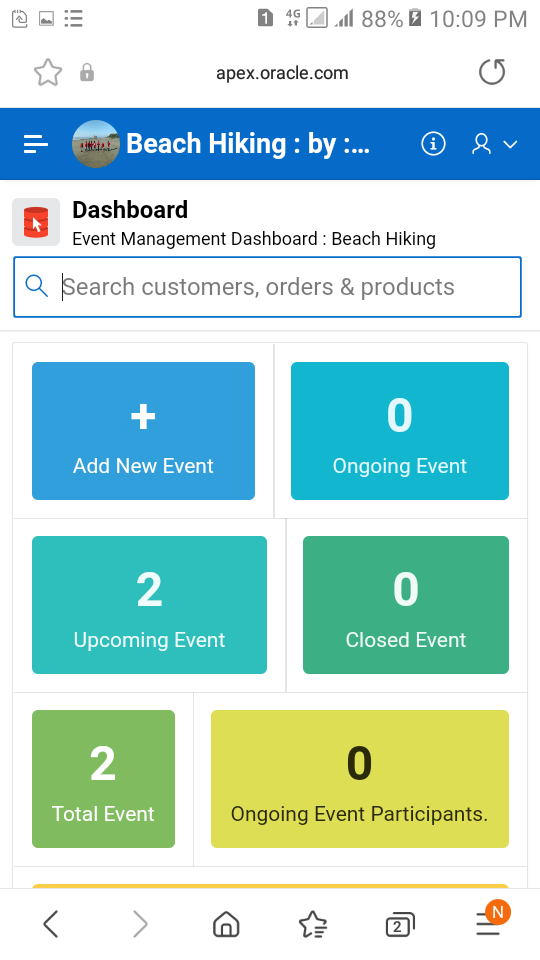 1 4G 88% 10:09 PM
apex.oracle.com
Beach Hiking : by :...
Dashboard
Event Management Dashboard : Beach Hiking
Search customers, orders & products
+
Add New Event
0
Ongoing Event
2
Upcoming Event
0
Closed Event
2
Total Event
0
Ongoing Event Participants.
2
N